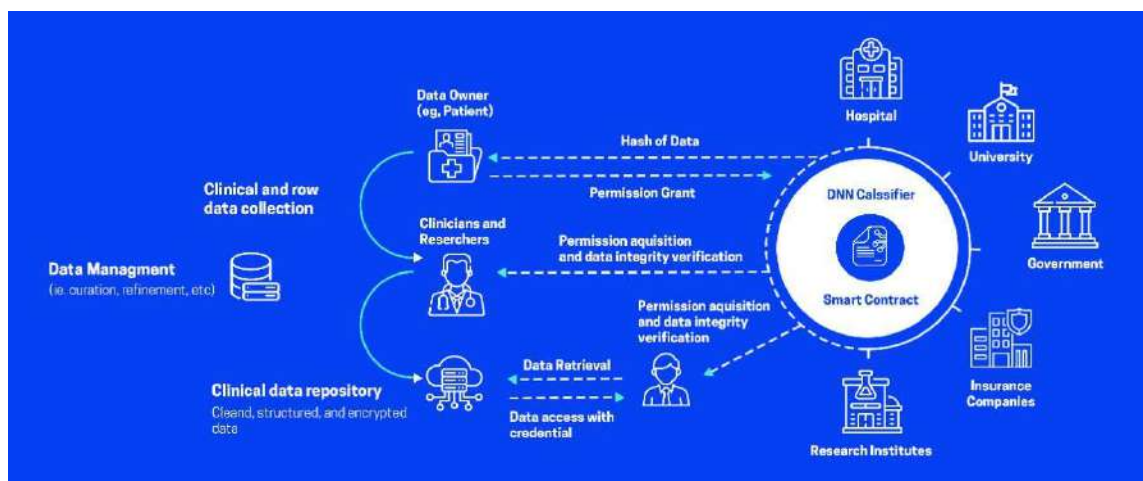 Data Owner
(eg, Patient)
Hospital
University
Hash of Data
Permission Grant
DNN Calssifier
Clinical and row
data collection
Clinicians and
Reserchers
Permission aquisition
and data integrity verification
Government
Data Managment
(ie. curation, refinement, etc)
Smart Contract
Permission aquisition
and data integrity
verification
Data Retrieval
Clinical data repository
Cleand, structured, and encrypted
data
Data access with
credential
Insurance
Companies
Research Institutes